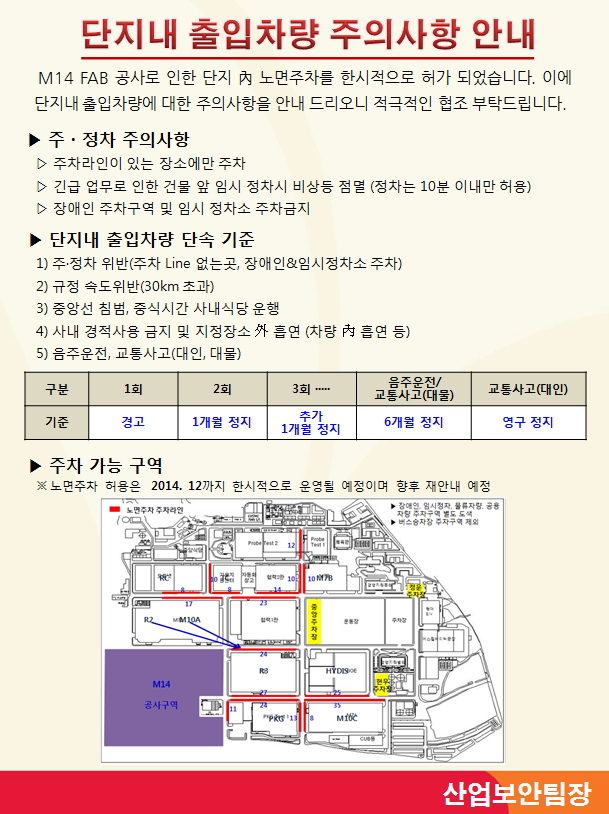 단지내 출입차량 주의사항 안내
M14 FAB 공사로 인한 단지 內 노면주차를 한시적으로 허가 되었습니다. 이에
단지내 출입차량에 대한 주의사항을 안내 드리오니 적극적인 협조 부탁드립니다.
▶ 주 · 정차 주의사항
▷ 주차라인이 있는 장소에만 주차
▷ 긴급 업무로 인한 건물 앞 임시 정차시 비상등 점멸 (정차는 10분 이내만 허용)
▷ 장애인 주차구역 및 임시 정차소 주차금지
▶ 단지내 출입차량 단속 기준
1) 주·정차 위반(주차 Line 없는곳, 장애인&임시정차소 주차)
2) 규정 속도위반(30km 초과)
3) 중앙선 침범, 중식시간 사내식당 운행
4) 사내 경적사용 금지 및 지정장소 外 흡연 (차량 內 흡연 등)
5) 음주운전, 교통사고(대인, 대물)
구분 1회 2회 3회 ····· 음주운전/ 교통사고(대물) 교통사고(대인)
기준 경고 1개월 정지 추가 1개월 정지 6개월 정지 영구 정지
▶ 주차 가능 구역
※ 노면주차 허용은 2014. 12까지 한시적으로 운영될 예정이며 향후 재안내 예정
노면주차 주차라인
▶ 장애인, 임시정차, 물류차량, 공용
차량 주차구역 별도 도색
▶ 버스승차장 주차구역 제외
Probe Test 2
12
Probe Test 1
RC
10
10
10
M7B
8
8
14
17
23
R2
M10A
중앙주차장
운동장
주차장
정문 주차장
24
R3
HYDIS
현우 주차장
M14
공사구역
27
25
11
24
13
8
35
PKG
M10C
CUB동
산업보안팀장